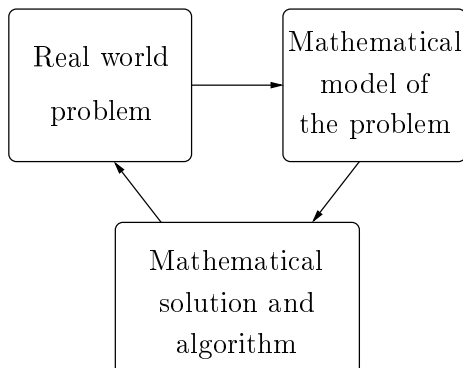 Real world
problem
Mathematical
model of
the problem
Mathematical
solution and
algorithm